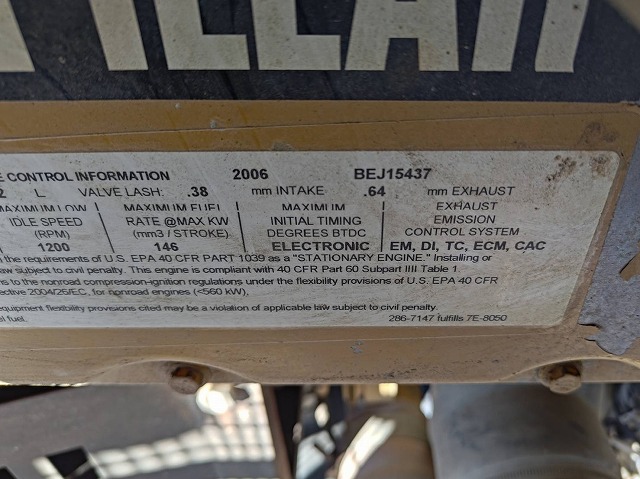 E CONTROL INFORMATION 2006 BEJ15437
2 L VALVE LASH: .38 mm INTAKE .64 mm EXHAUST
MAXIMUM LOW MAXIMUM FUEL MAXIMUM EXHAUST
IDLE SPEED RATE @MAX KW INITIAL TIMING EMISSION
(RPM) (mm3 / STROKE) DEGREES BTDC CONTROL SYSTEM
1200 146 ELECTRONIC EM, DI, TC, ECM, CAC
h the requirements of U.S. EPA 40 CFR PART 1039 as a "STATIONARY ENGINE." Installing or
aw subject to civil penalty. This engine is compliant with 40 CFR Part 60 Subpart IIII Table 1.
ns to the nonroad compression-ignition regulations under the flexibility provisions of U.S. EPA 40 CFR
ective 2004/26/EC, for nonroad engines (<560 kW),
equipment flexibility provisions cited may be a violation of applicable law subject to civil penalty.
el fuel. 286-7147 fulfills 7E-8050